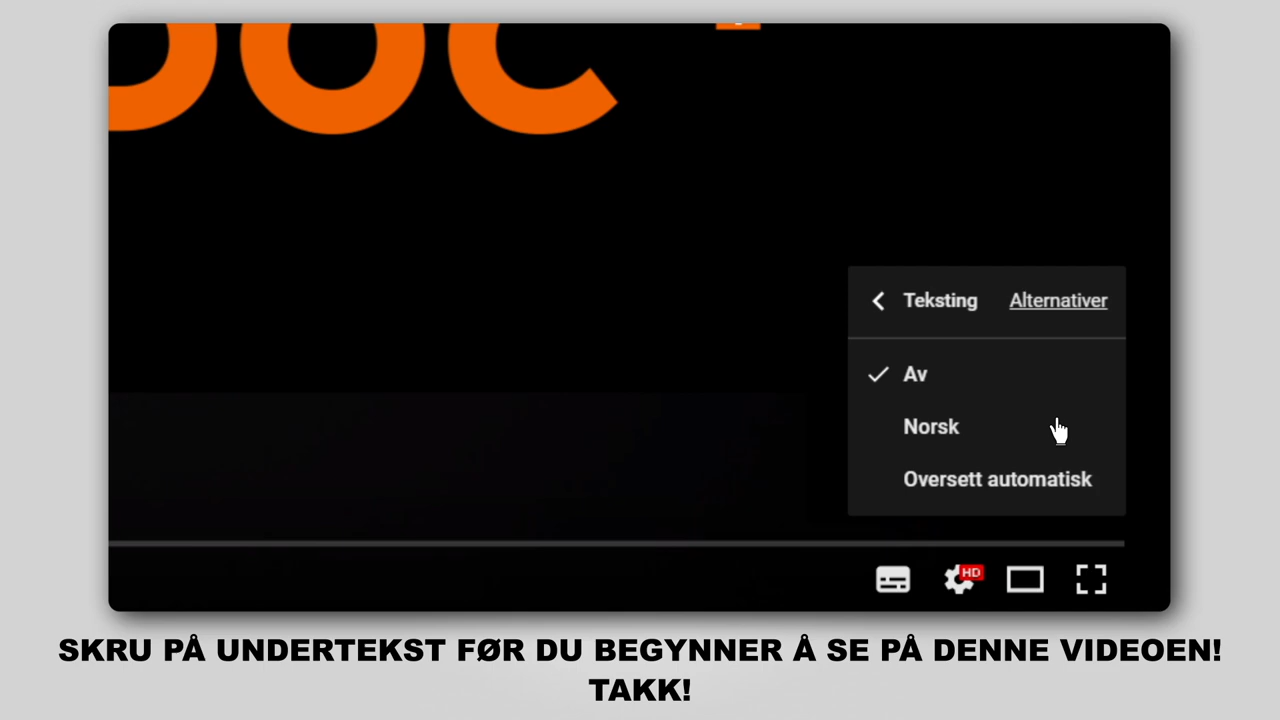 Teksting Alternativer
Av
Norsk
Oversett automatisk
HD
SKRU PÅ UNDERTEKST FØR DU BEGYNNER Å SE PÅ DENNE VIDEOEN!
TAKK!